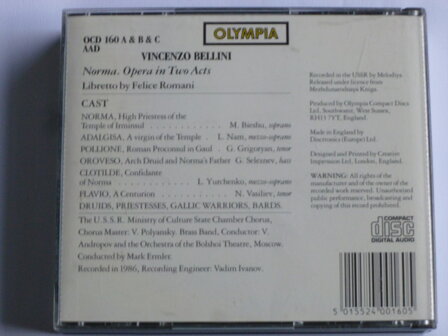 OCD 160 A & B & C
AAD
OLYMPIA
VINCENZO BELLINI
Norma. Opera in Two Acts
Libretto by Felice Romani
CAST
NORMA, High Priestess of the
Temple of Irminsul . . . . . . . . . . . . M. Bieshu, soprano
ADALGISA, A virgin of the Temple . L. Nam, mezzo-soprano
POLLIONE, Roman Proconsul in Gaul . G. Grigoryan, tenor
OROVESO, Arch Druid and Norma's Father G. Seleznev, bass
CLOTILDE, Confidante
of Norma . . . . . . . . . . L. Yurchenko, mezzo-soprano
FLAVIO, A Centurion . . . . . . . . . . N. Vasiliev, tenor
DRUIDS, PRIESTESSES, GALLIC WARRIORS, BARDS.
The U.S.S.R. Ministry of Culture State Chamber Chorus,
Chorus Master: V. Polyansky. Brass Band, Conductor: V.
Andropov and the Orchestra of the Bolshoi Theatre, Moscow.
Conducted by Mark Ermler.
Recorded in 1986, Recording Engineer: Vadim Ivanov.
Recorded in the USSR by Melodiya.
Released under licence from
Mezhdunarodnaya Kniga.
Produced by Olympia Compact Discs
Ltd. Southwater, West Sussex,
RH13 7YT, England.
Made in England by
Disctronics (Europe) Ltd.
Designed and Printed by Creative
Impression Ltd, London, England.
WARNING: All rights of the
manufacturer and of the owner of the
recorded work reserved. Unauthorized
public performance, broadcasting and
copying of this record prohibited.
COMPACT
disc
DIGITAL AUDIO
5 015524 001605